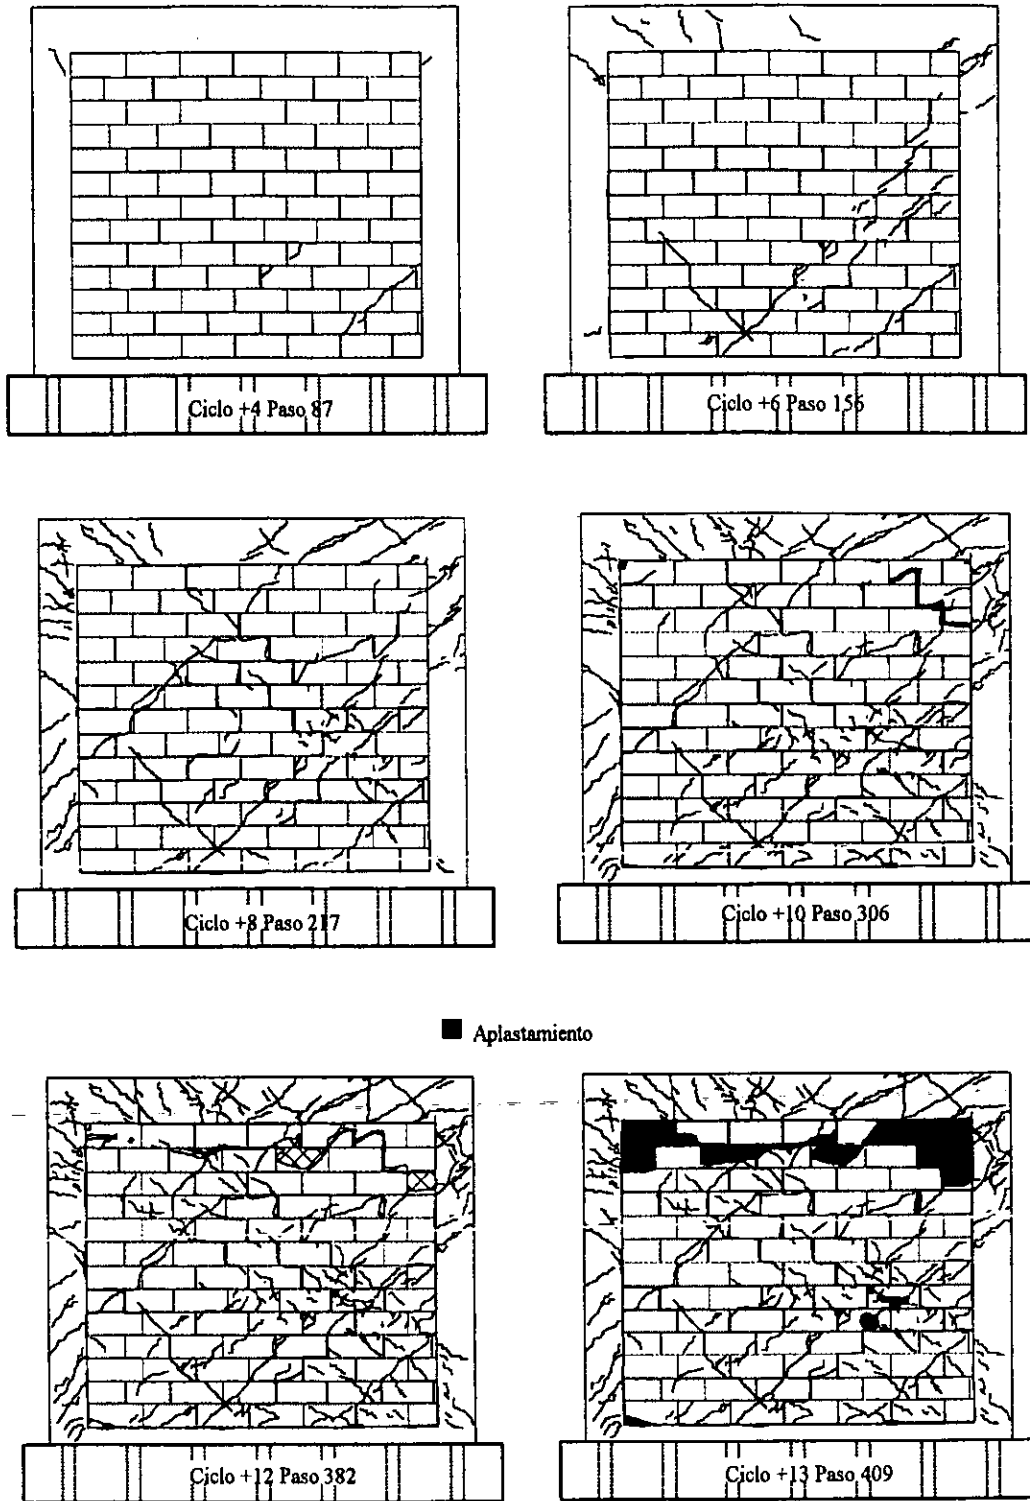 Ciclo +4 Paso 87
Ciclo +6 Paso 156
Ciclo +8 Paso 217
Ciclo +10 Paso 306
Aplastamiento
Ciclo +12 Paso 382
Ciclo +13 Paso 409